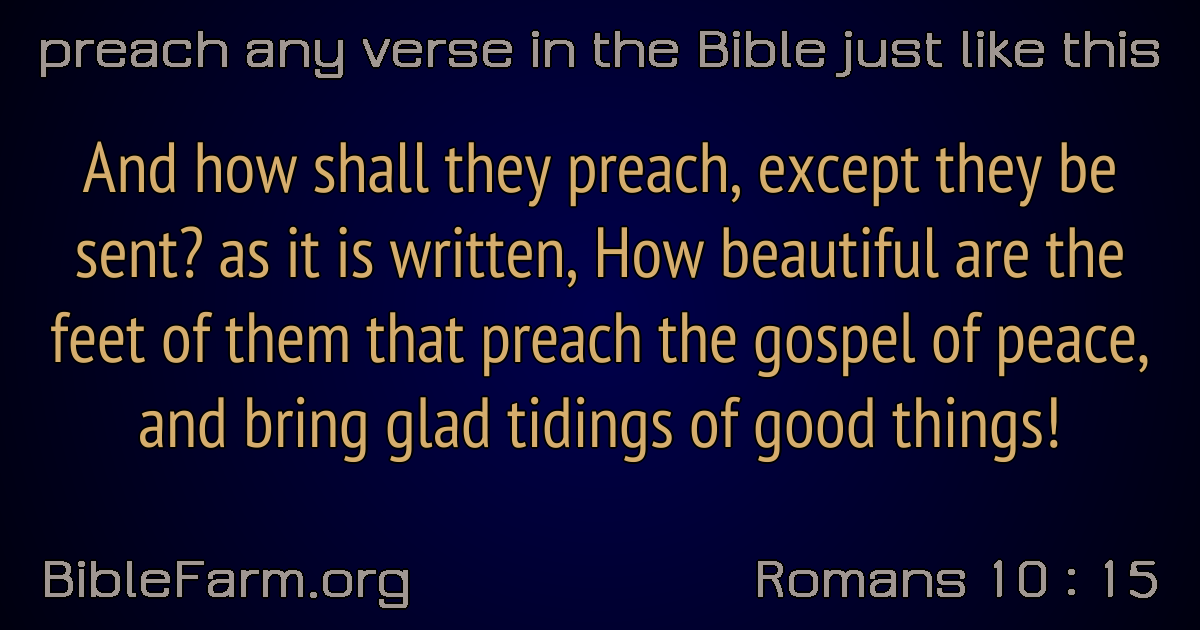 preach any verse in the Bible just like this
And how shall they preach, except they be
sent? as it is written, How beautiful are the
feet of them that preach the gospel of peace,
and bring glad tidings of good things!
BibleFarm.org
Romans 10 : 15